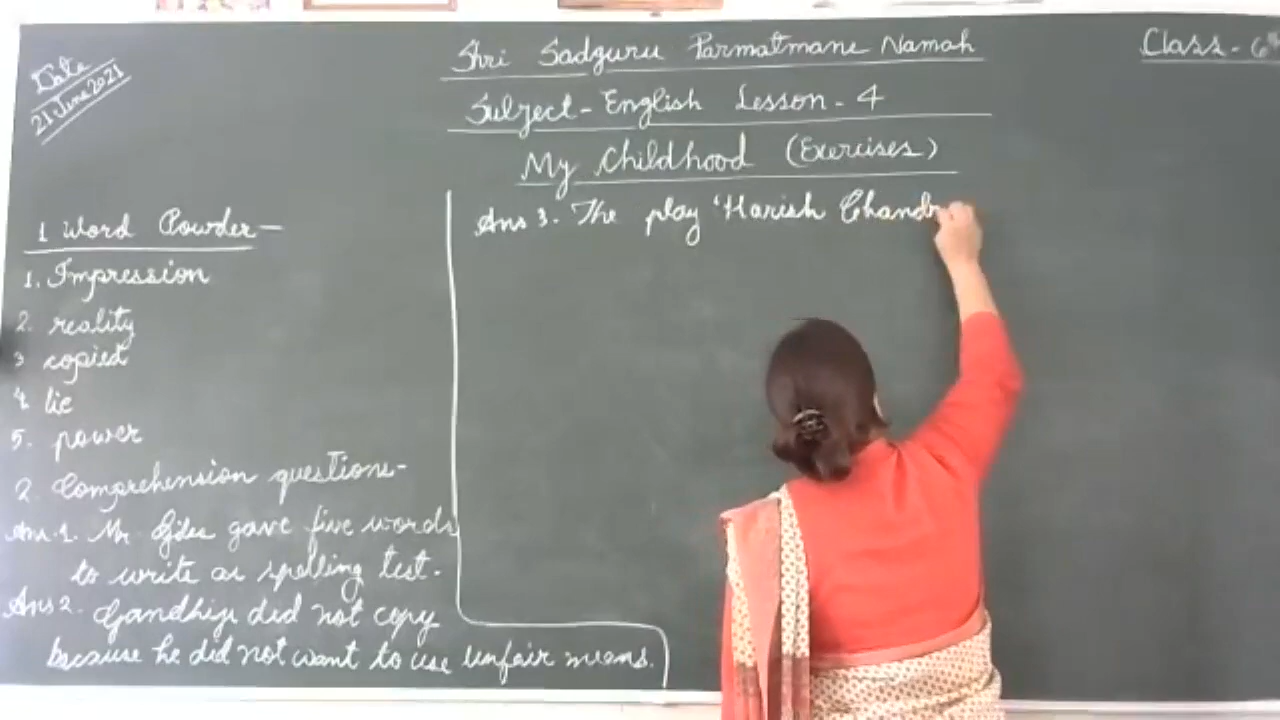 Date
21 June 2021
Shri Sadguru Parmatmane Namah
Class - 6th
Subject - English Lesson - 4
My Childhood (Exercises)
1 Word Powder -
1. Impression
2. reality
3 copied
4. lie
5. power
2. Comprehension questions -
Ans. 1. Mr. Giles gave five words
to write as spelling test.
Ans 2. Gandhiji did not copy
because he did not want to use unfair means.
Ans 3. The play 'Harish Chandr